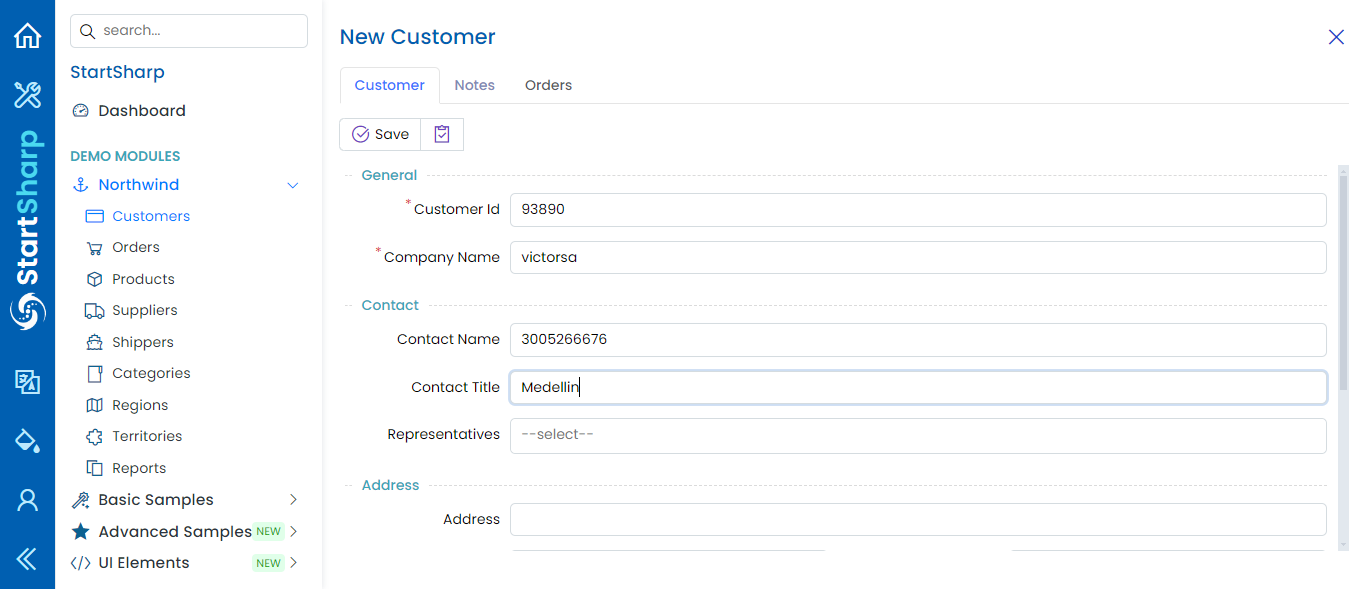 search...
StartSharp
Dashboard
DEMO MODULES
Northwind
Customers
Orders
Products
Suppliers
Shippers
Categories
Regions
Territories
Reports
Basic Samples
Advanced Samples NEW
UI Elements NEW
StartSharp
New Customer
Customer Notes Orders
Save
General
* Customer Id 93890
* Company Name victorsa
Contact
Contact Name 3005266676
Contact Title Medellin
Representatives --select--
Address
Address